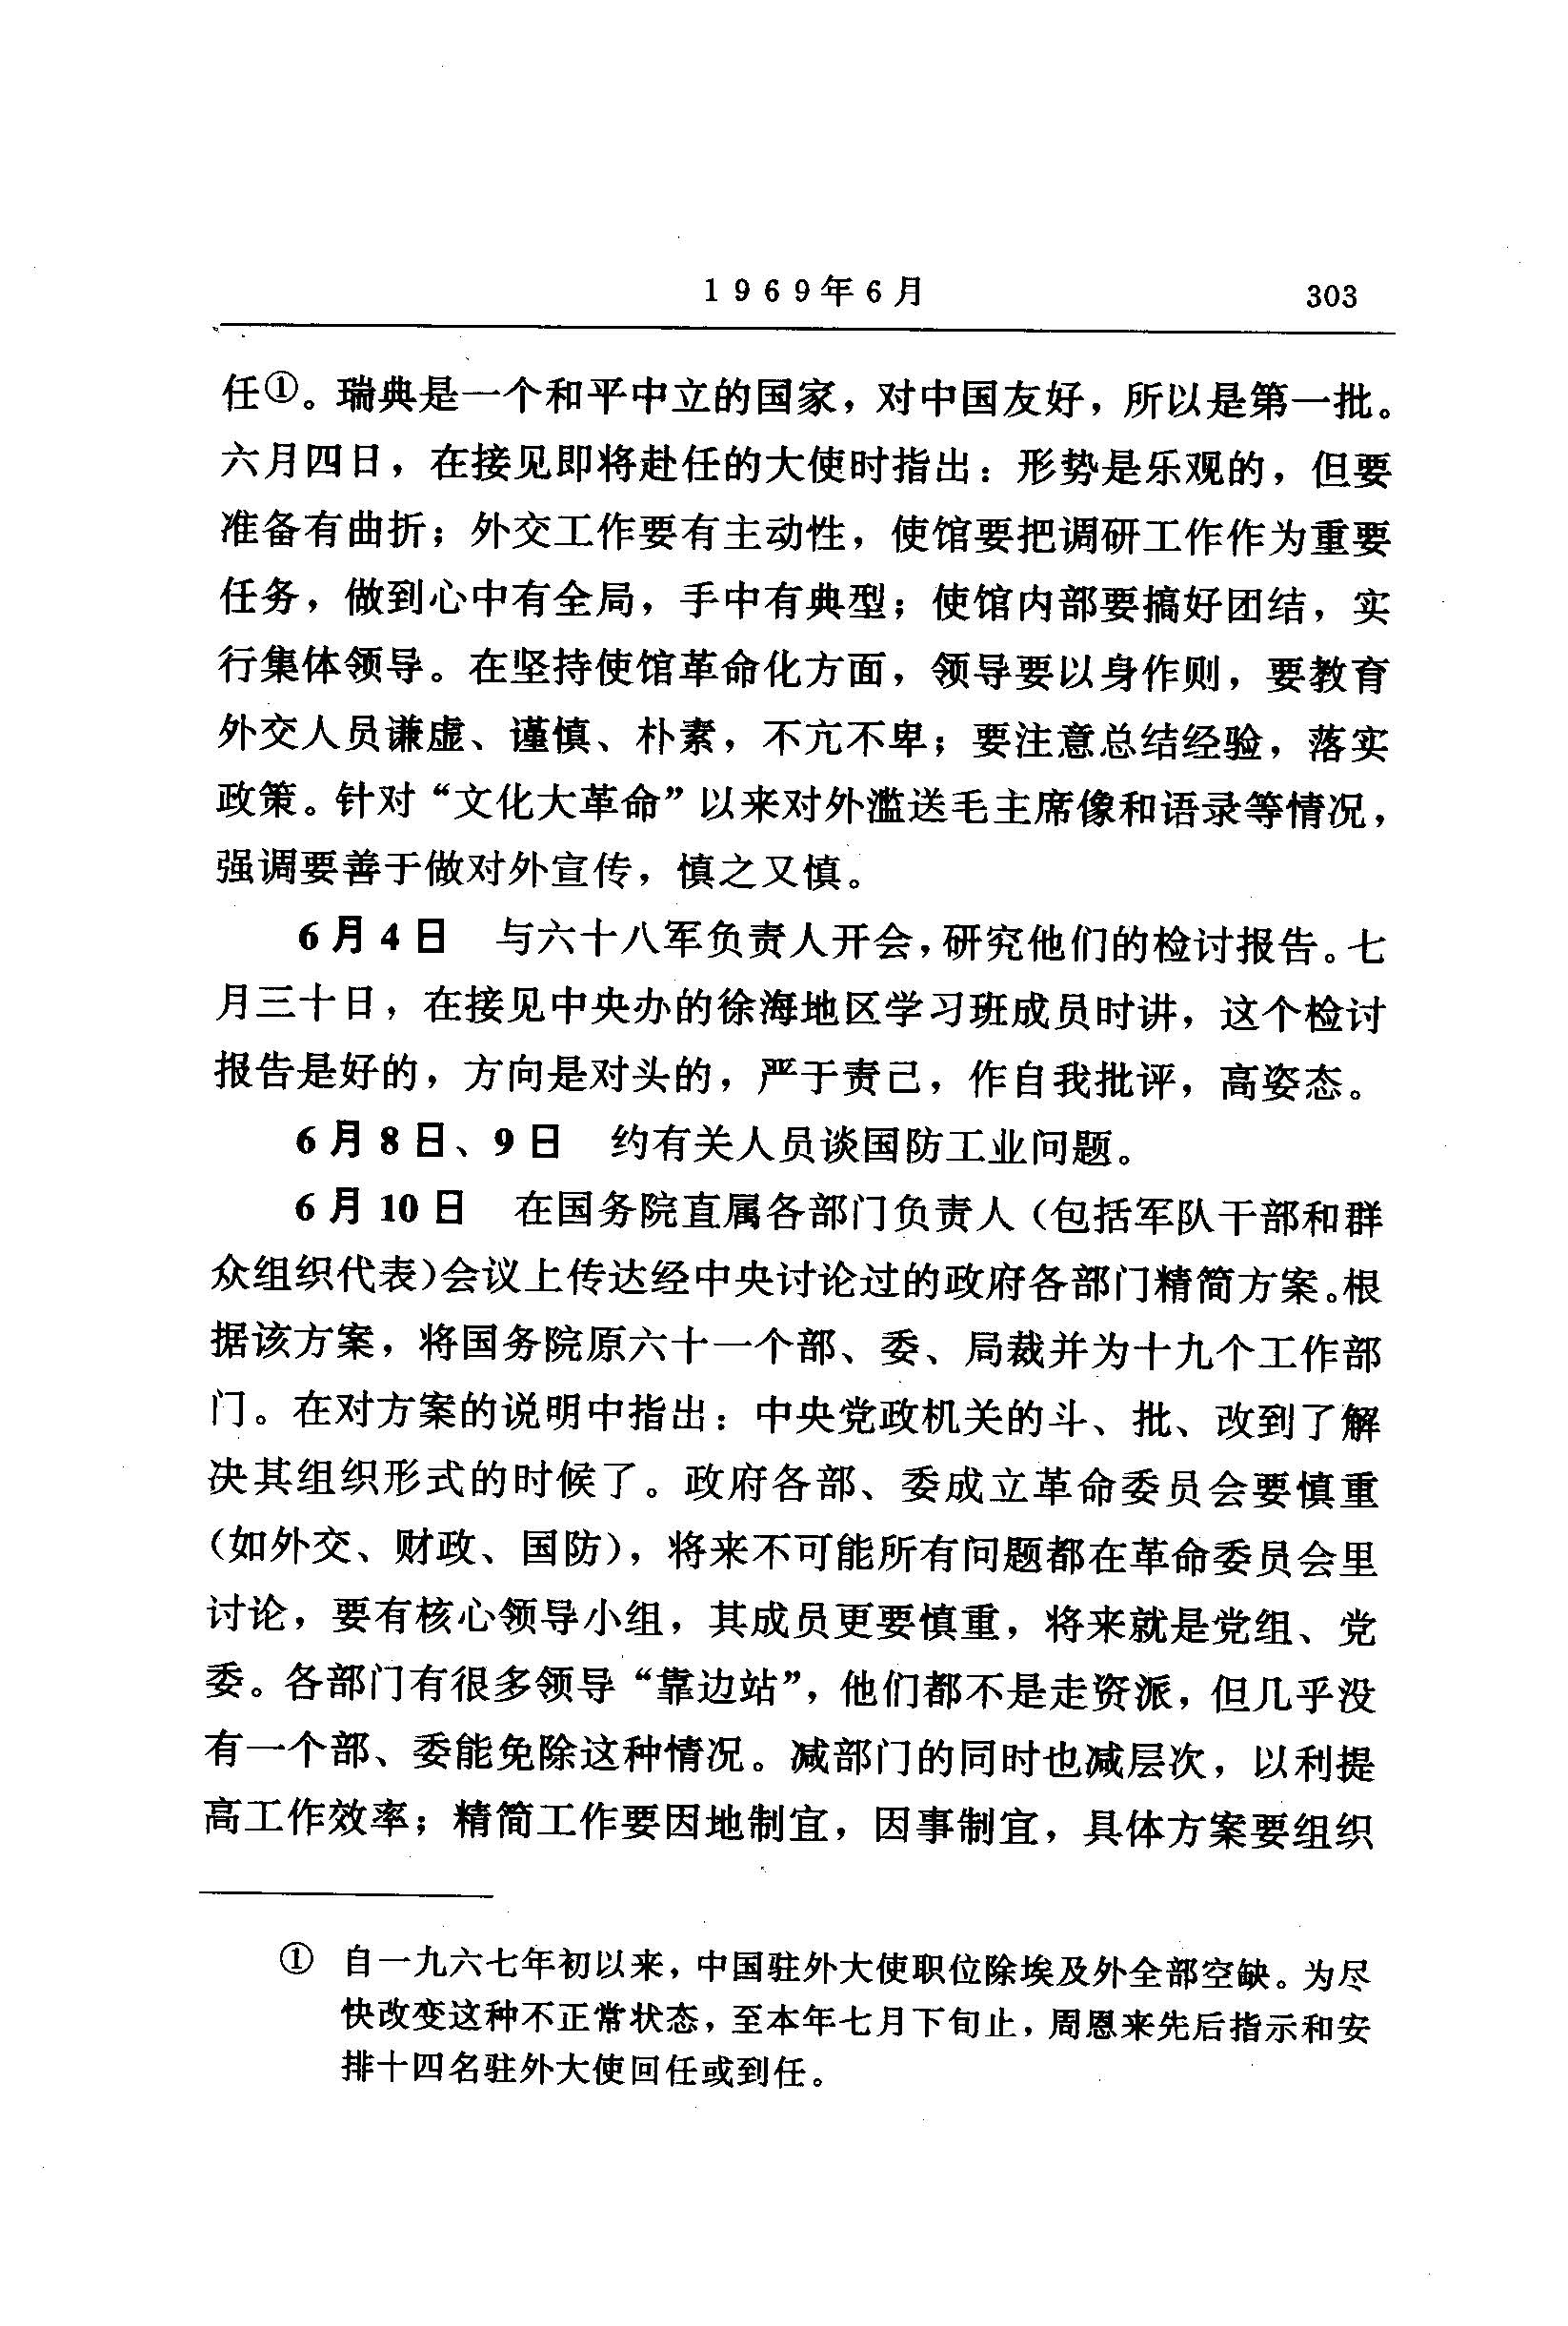 1969年6月 303
任①。瑞典是一个和平中立的国家，对中国友好，所以是第一批。
六月四日，在接见即将赴任的大使时指出：形势是乐观的，但要
准备有曲折；外交工作要有主动性，使馆要把调研工作作为重要
任务，做到心中有全局，手中有典型；使馆内部要搞好团结，实
行集体领导。在坚持使馆革命化方面，领导要以身作则，要教育
外交人员谦虚、谨慎、朴素，不亢不卑；要注意总结经验，落实
政策。针对“文化大革命”以来对外滥送毛主席像和语录等情况，
强调要善于做对外宣传，慎之又慎。
6月4日 与六十八军负责人开会，研究他们的检讨报告。七
月三十日，在接见中央办的徐海地区学习班成员时讲，这个检讨
报告是好的，方向是对头的，严于责己，作自我批评，高姿态。
6月8日、9日 约有关人员谈国防工业问题。
6月10日 在国务院直属各部门负责人（包括军队干部和群
众组织代表）会议上传达经中央讨论过的政府各部门精简方案。根
据该方案，将国务院原六十一个部、委、局裁并为十九个工作部
门。在对方案的说明中指出：中央党政机关的斗、批、改到了解
决其组织形式的时候了。政府各部、委成立革命委员会要慎重
（如外交、财政、国防），将来不可能所有问题都在革命委员会里
讨论，要有核心领导小组，其成员更要慎重，将来就是党组、党
委。各部门有很多领导“靠边站”，他们都不是走资派，但几乎没
有一个部、委能免除这种情况。减部门的同时也减层次，以利提
高工作效率；精简工作要因地制宜，因事制宜，具体方案要组织
① 自一九六七年初以来，中国驻外大使职位除埃及外全部空缺。为尽
快改变这种不正常状态，至本年七月下旬止，周恩来先后指示和安
排十四名驻外大使回任或到任。